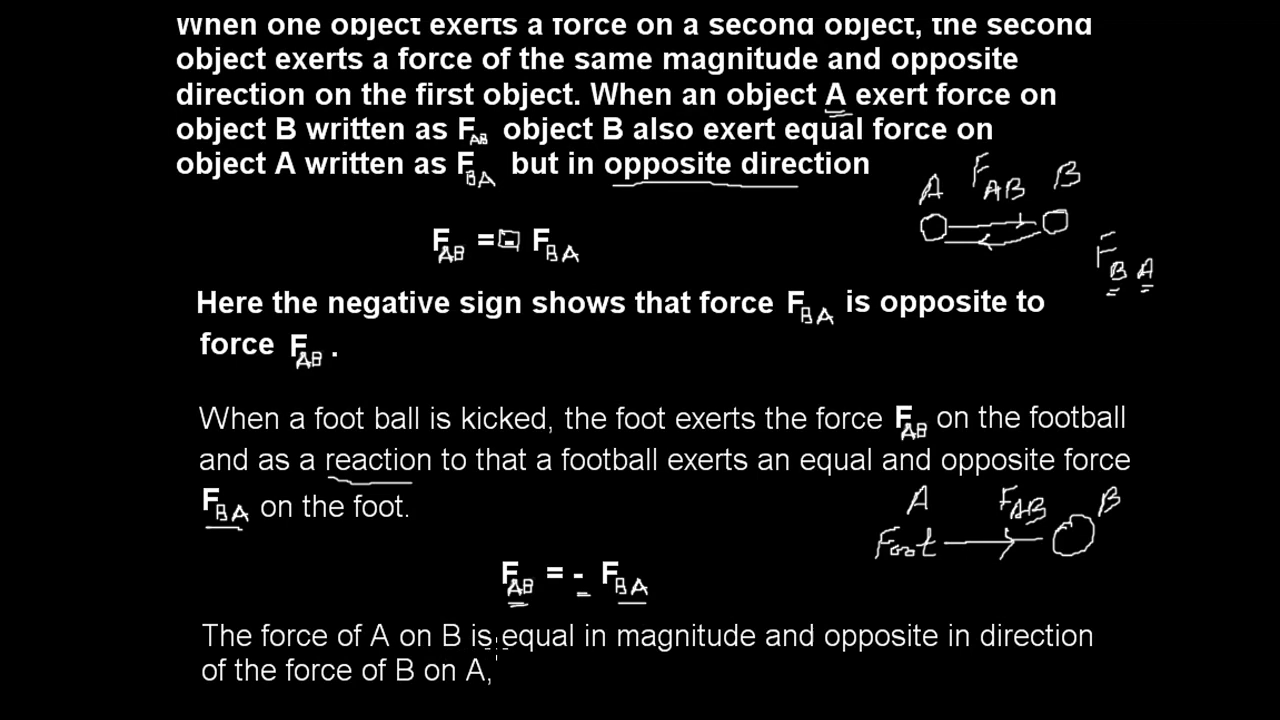 When one object exerts a force on a second object, the second
object exerts a force of the same magnitude and opposite
direction on the first object. When an object A exert force on
object B written as FAB object B also exert equal force on
object A written as FBA but in opposite direction
A FAB B
FBA
FAB = - FBA
Here the negative sign shows that force FBA is opposite to
force FAB .
When a foot ball is kicked, the foot exerts the force FAB on the football
and as a reaction to that a football exerts an equal and opposite force
FBA on the foot.
A FAB B
Foot
FAB = - FBA
The force of A on B is equal in magnitude and opposite in direction
of the force of B on A,